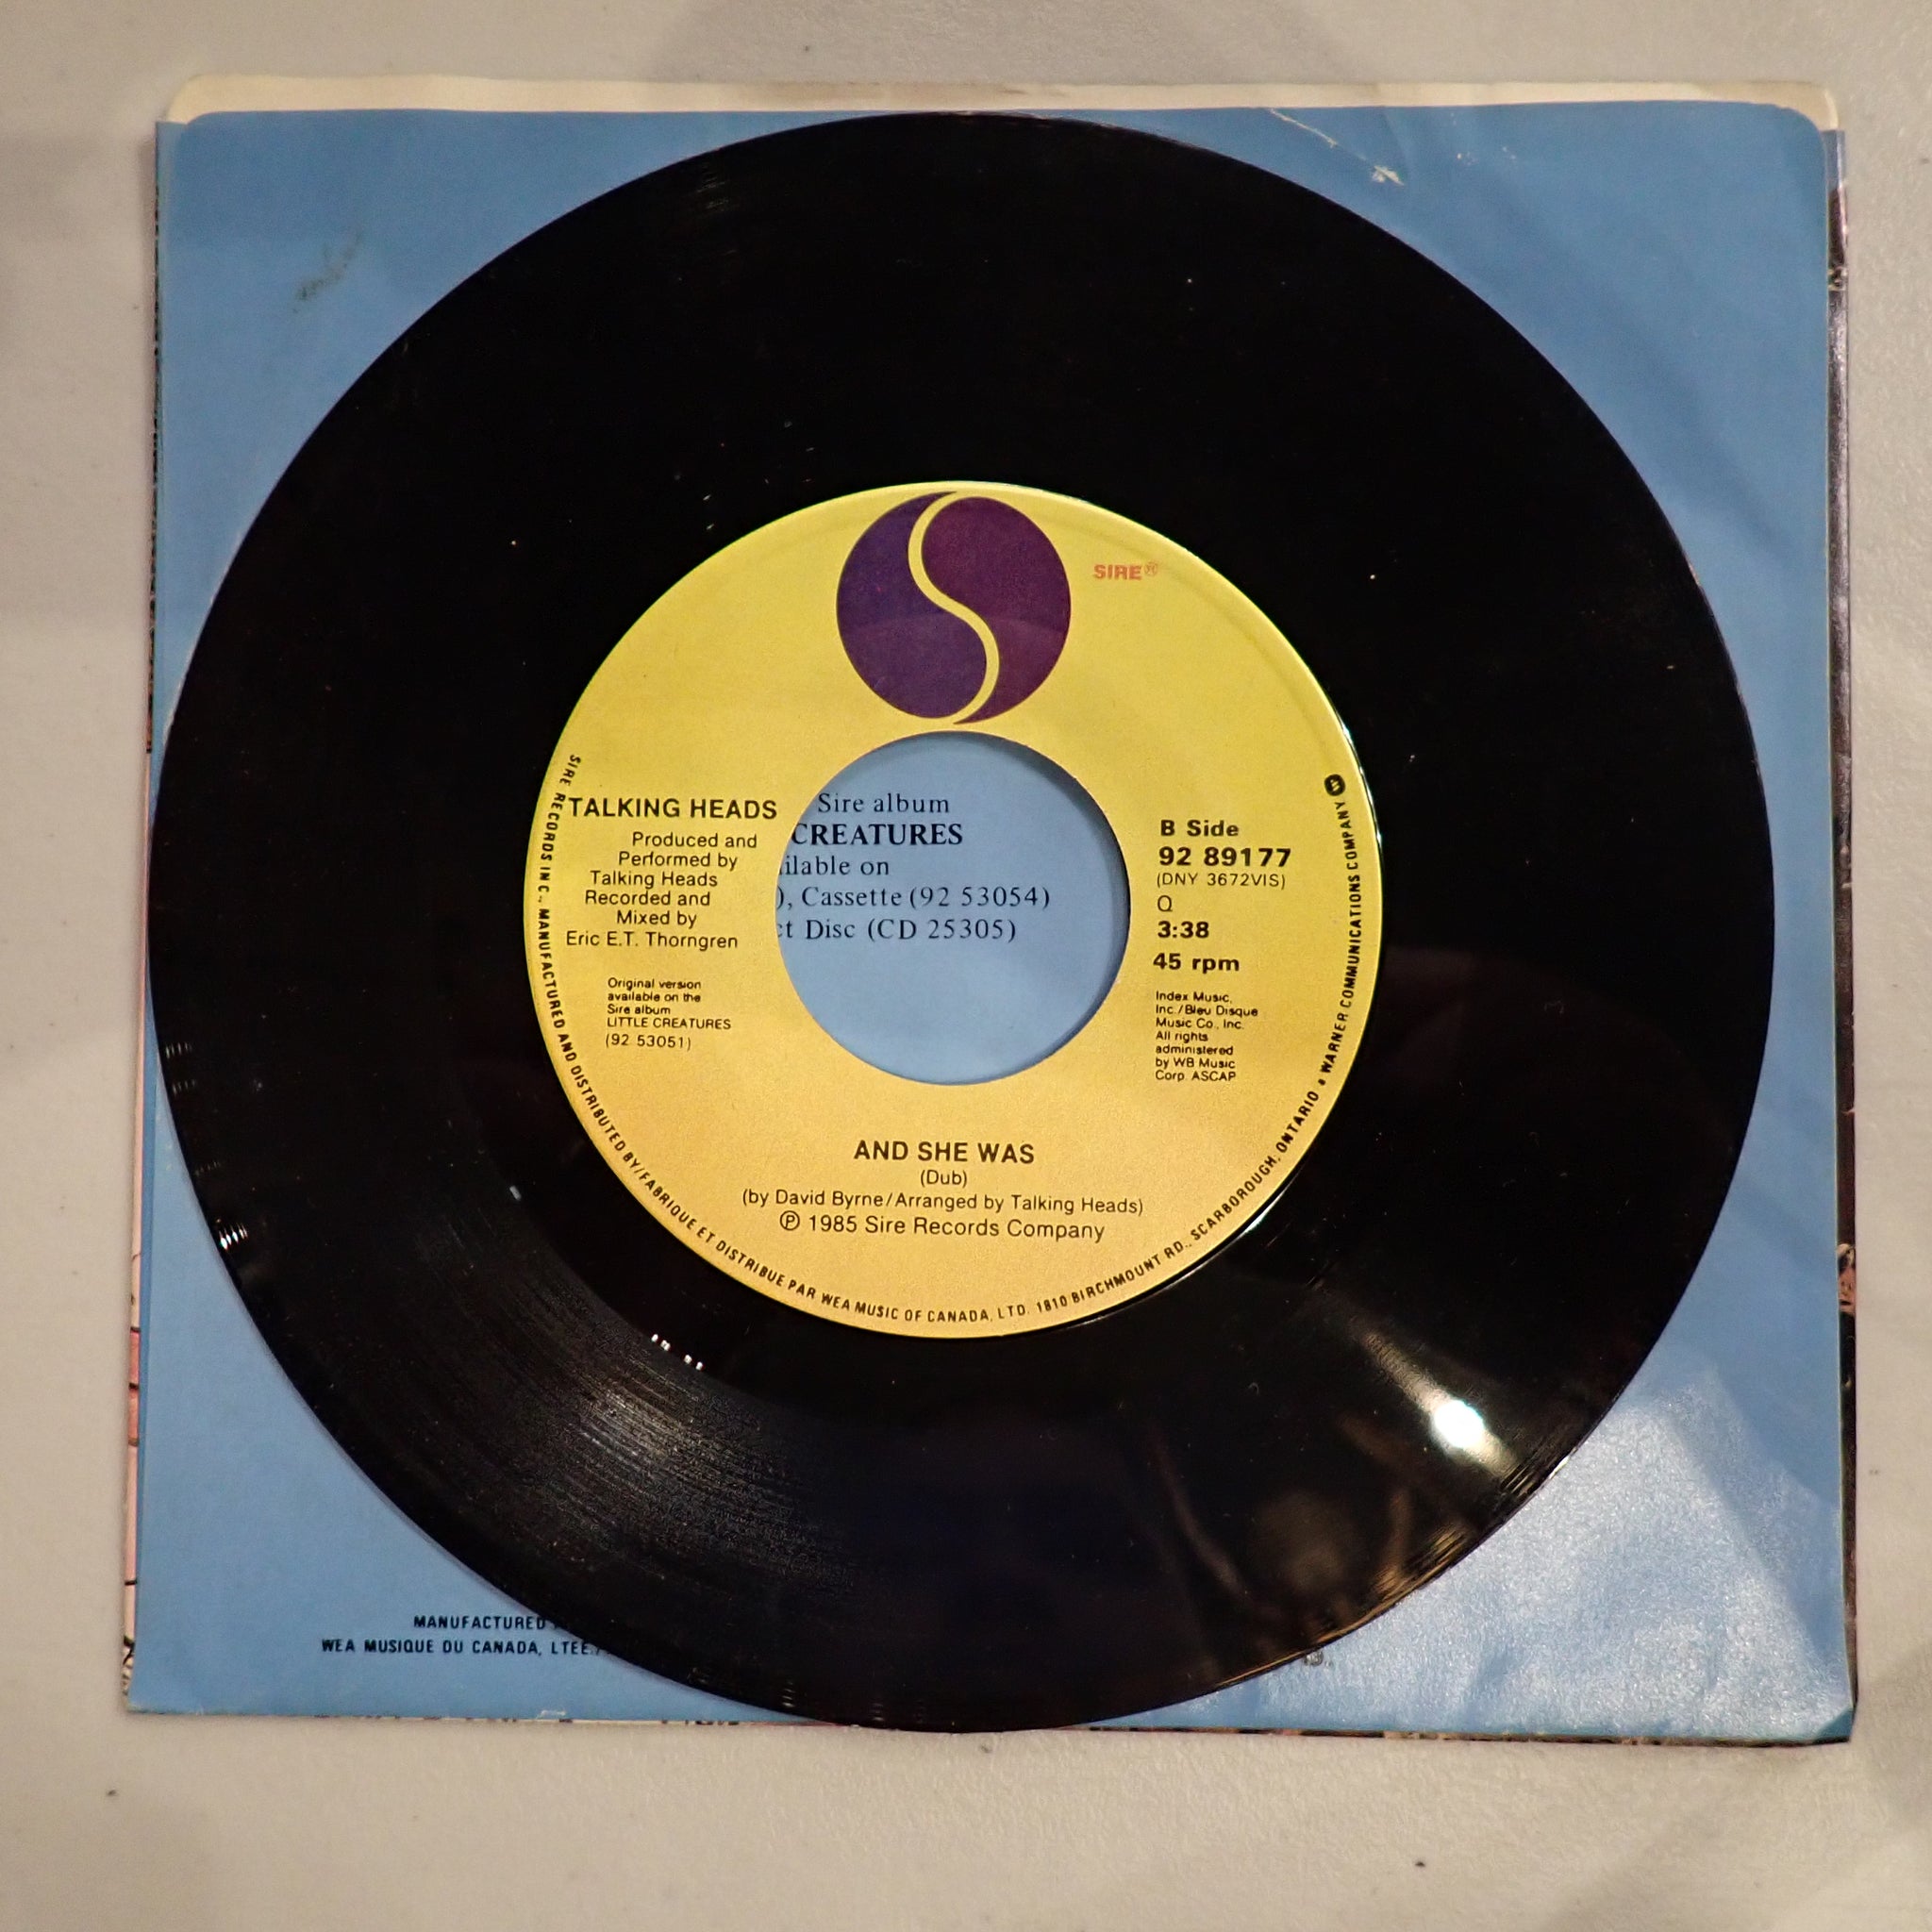 SIRE®
TALKING HEADS
Produced and
Performed by
Talking Heads
Recorded and
Mixed by
Eric E.T. Thorngren
Original version
available on the
Sire album
LITTLE CREATURES
(92 53051)
Sire album
CREATURES
on
Cassette (92 53054)
Disc (CD 25305)
B Side
92 89177
(DNY 3672VIS)
Q
3:38
45 rpm
Index Music,
Inc./Bleu Disque
Music Co., Inc.
All rights
administered
by WB Music
Corp. ASCAP
AND SHE WAS
(Dub)
(by David Byrne/Arranged by Talking Heads)
℗ 1985 Sire Records Company
SIRE RECORDS INC., MANUFACTURED AND DISTRIBUTED BY/FABRIQUE ET DISTRIBUE PAR WEA MUSIC OF CANADA, LTD. 1810 BIRCHMOUNT RD., SCARBOROUGH, ONTARIO • WARNER COMMUNICATIONS COMPANY
MANUFACTURED
WEA MUSIQUE DU CANADA, LTEE